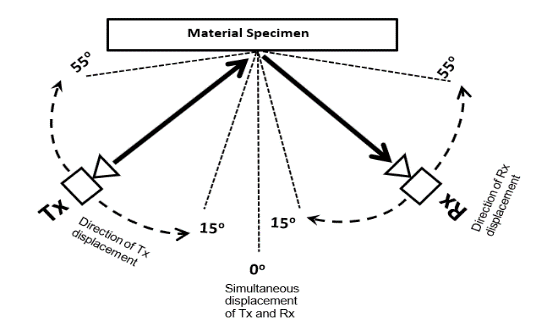 Material Specimen
55º
55º
Tx
Rx
Direction of Tx
displacement
15º
15º
Direction of Rx
displacement
0º
Simultaneous
displacement
of Tx and Rx